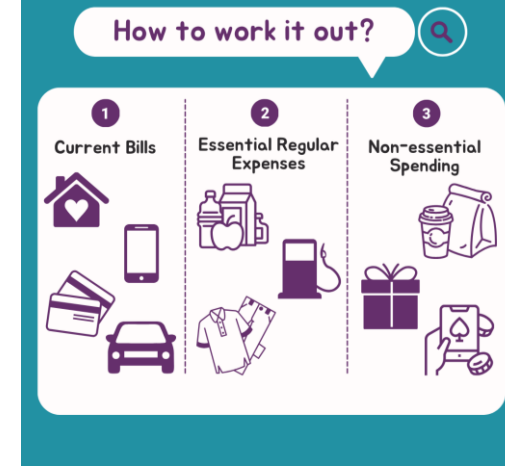 How to work it out?
1
Current Bills
2
Essential Regular
Expenses
3
Non-essential
Spending